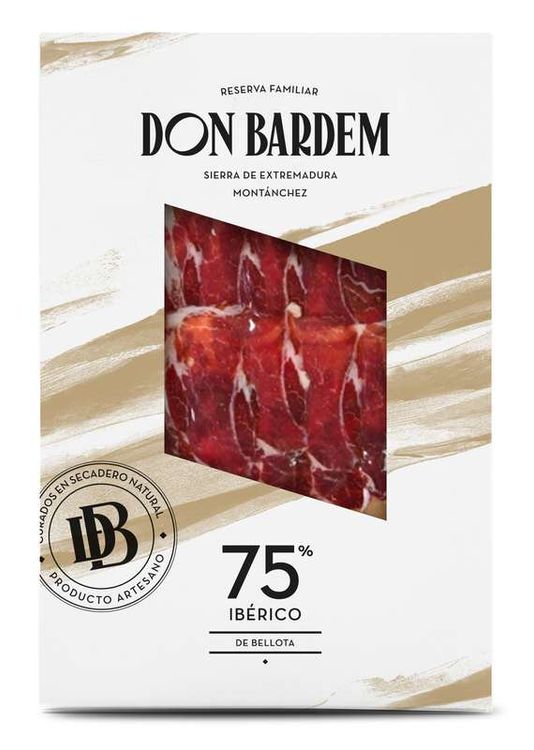 RESERVA FAMILIAR
DON BARDEM
SIERRA DE EXTREMADURA
MONTÁNCHEZ
CURADOS EN SECADERO NATURAL
DB
PRODUCTO ARTESANO
75%
IBÉRICO
DE BELLOTA